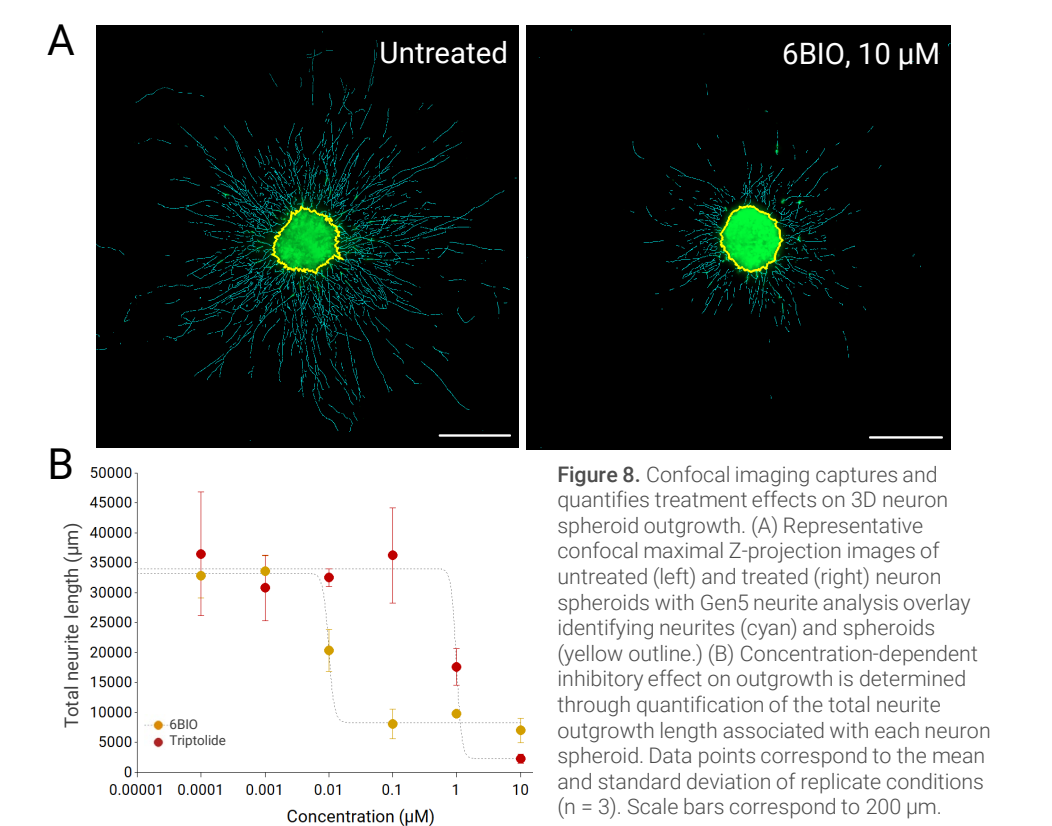 A
Untreated
6BIO, 10 µM
B
50000
45000
40000
35000
30000
25000
20000
15000
10000
5000
0
Total neurite length (µm)
6BIO
Triptolide
0.00001 0.0001 0.001 0.01 0.1 1 10
Concentration (µM)
Figure 8. Confocal imaging captures and
quantifies treatment effects on 3D neuron
spheroid outgrowth. (A) Representative
confocal maximal Z-projection images of
untreated (left) and treated (right) neuron
spheroids with Gen5 neurite analysis overlay
identifying neurites (cyan) and spheroids
(yellow outline.) (B) Concentration-dependent
inhibitory effect on outgrowth is determined
through quantification of the total neurite
outgrowth length associated with each neuron
spheroid. Data points correspond to the mean
and standard deviation of replicate conditions
(n = 3). Scale bars correspond to 200 µm.